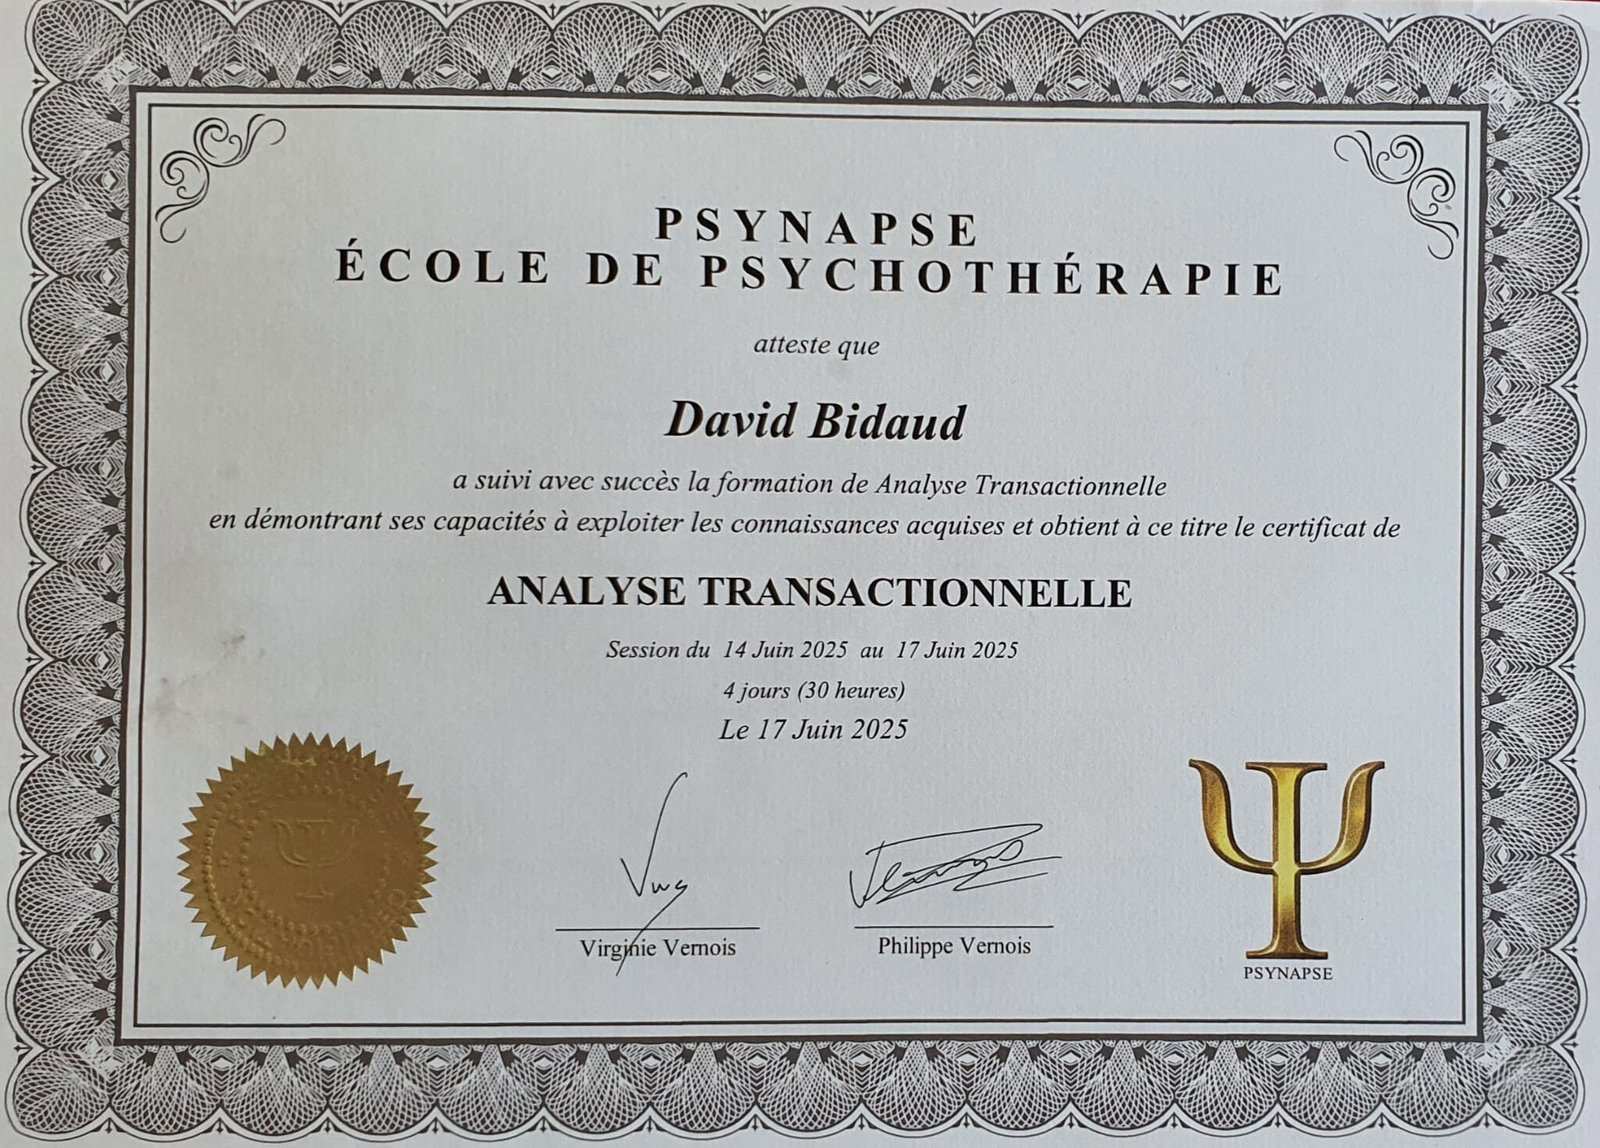 PSYNAPSE
ÉCOLE DE PSYCHOTHÉRAPIE
atteste que
David Bidaud
a suivi avec succès la formation de Analyse Transactionnelle
en démontrant ses capacités à exploiter les connaissances acquises et obtient à ce titre le certificat de
ANALYSE TRANSACTIONNELLE
Session du 14 Juin 2025 au 17 Juin 2025
4 jours (30 heures)
Le 17 Juin 2025
Virginie Vernois
Philippe Vernois
PSYNAPSE